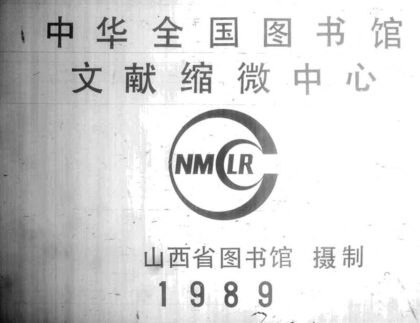 中华全国图书馆
文献缩微中心
NMCLR
山西省图书馆 摄制
1989